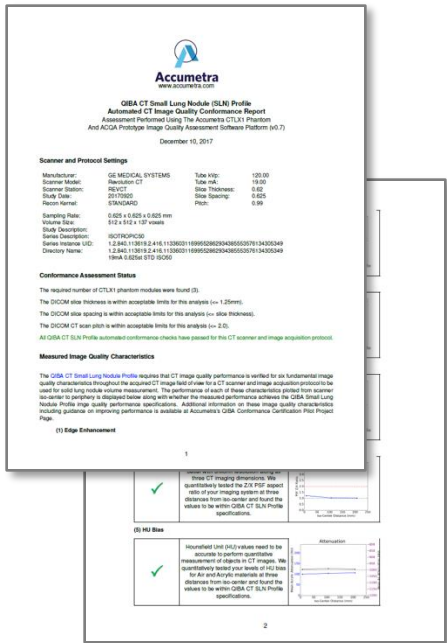 Accumetra
www.accumetra.com
QIBA CT Small Lung Nodule (SLN) Profile
Automated CT Image Quality Conformance Report
Assessment Performed Using The Accumetra CTLX1 Phantom
And ACQA Prototype Image Quality Assessment Software Platform (v0.7)
December 10, 2017
Scanner and Protocol Settings
Manufacturer: GE MEDICAL SYSTEMS Tube kVp: 120.00
Scanner Model: Revolution CT Tube mA: 19.00
Scanner Station: REVCT Slice Thickness: 0.62
Study Date: 20170920 Slice Spacing: 0.625
Recon Kernel: STANDARD Pitch: 0.99
Sampling Rate: 0.625 x 0.625 x 0.625 mm
Volume Size: 512 x 512 x 137 voxels
Study Description:
Series Description: ISOTROPIC50
Series Instance UID:
Directory Name:
19mA 0.625st STD ISO50
Conformance Assessment Status
The required number of CTLX1 phantom modules were found (3).
The DICOM slice thickness is within acceptable limits for this analysis (<= 1.25mm).
The DICOM slice spacing is within acceptable limits for this analysis (<= slice thickness).
The DICOM CT scan pitch is within acceptable limits for this analysis (<= 2.0).
All QIBA CT SLN Profile automated conformance checks have passed for this CT scanner and image acquisition protocol.
Measured Image Quality Characteristics
The QIBA CT Small Lung Nodule Profile requires that CT image quality performance is verified for six fundamental image
quality characteristics throughout the acquired CT image field of view for a CT scanner and image acquisition protocol to be
used for solid lung nodule volume measurement. The performance of each of these characteristics plotted from scanner
iso-center to periphery is displayed below along with whether the measured performance achieves the QIBA Small
Lung Nodule Profile image quality performance specifications. Additional information on these image quality characteristics
including guidance on improving performance is available at Accumetra's QIBA Conformance Certification Pilot Project
Page.
(1) Edge Enhancement
1
three CT imaging dimensions. We
quantitatively tested the Z/X PSF aspect
ratio of your imaging system at three
distances from iso-center and found the
values to be within QIBA CT SLN Profile
specifications.
(5) HU Bias
Hounsfield Unit (HU) values need to be
accurate to perform quantitative
measurement of objects in CT images. We
quantitatively tested your levels of HU bias
for Air and Acrylic materials at three
distances from iso-center and found the
values to be within QIBA CT SLN Profile
specifications.
Attenuation
2